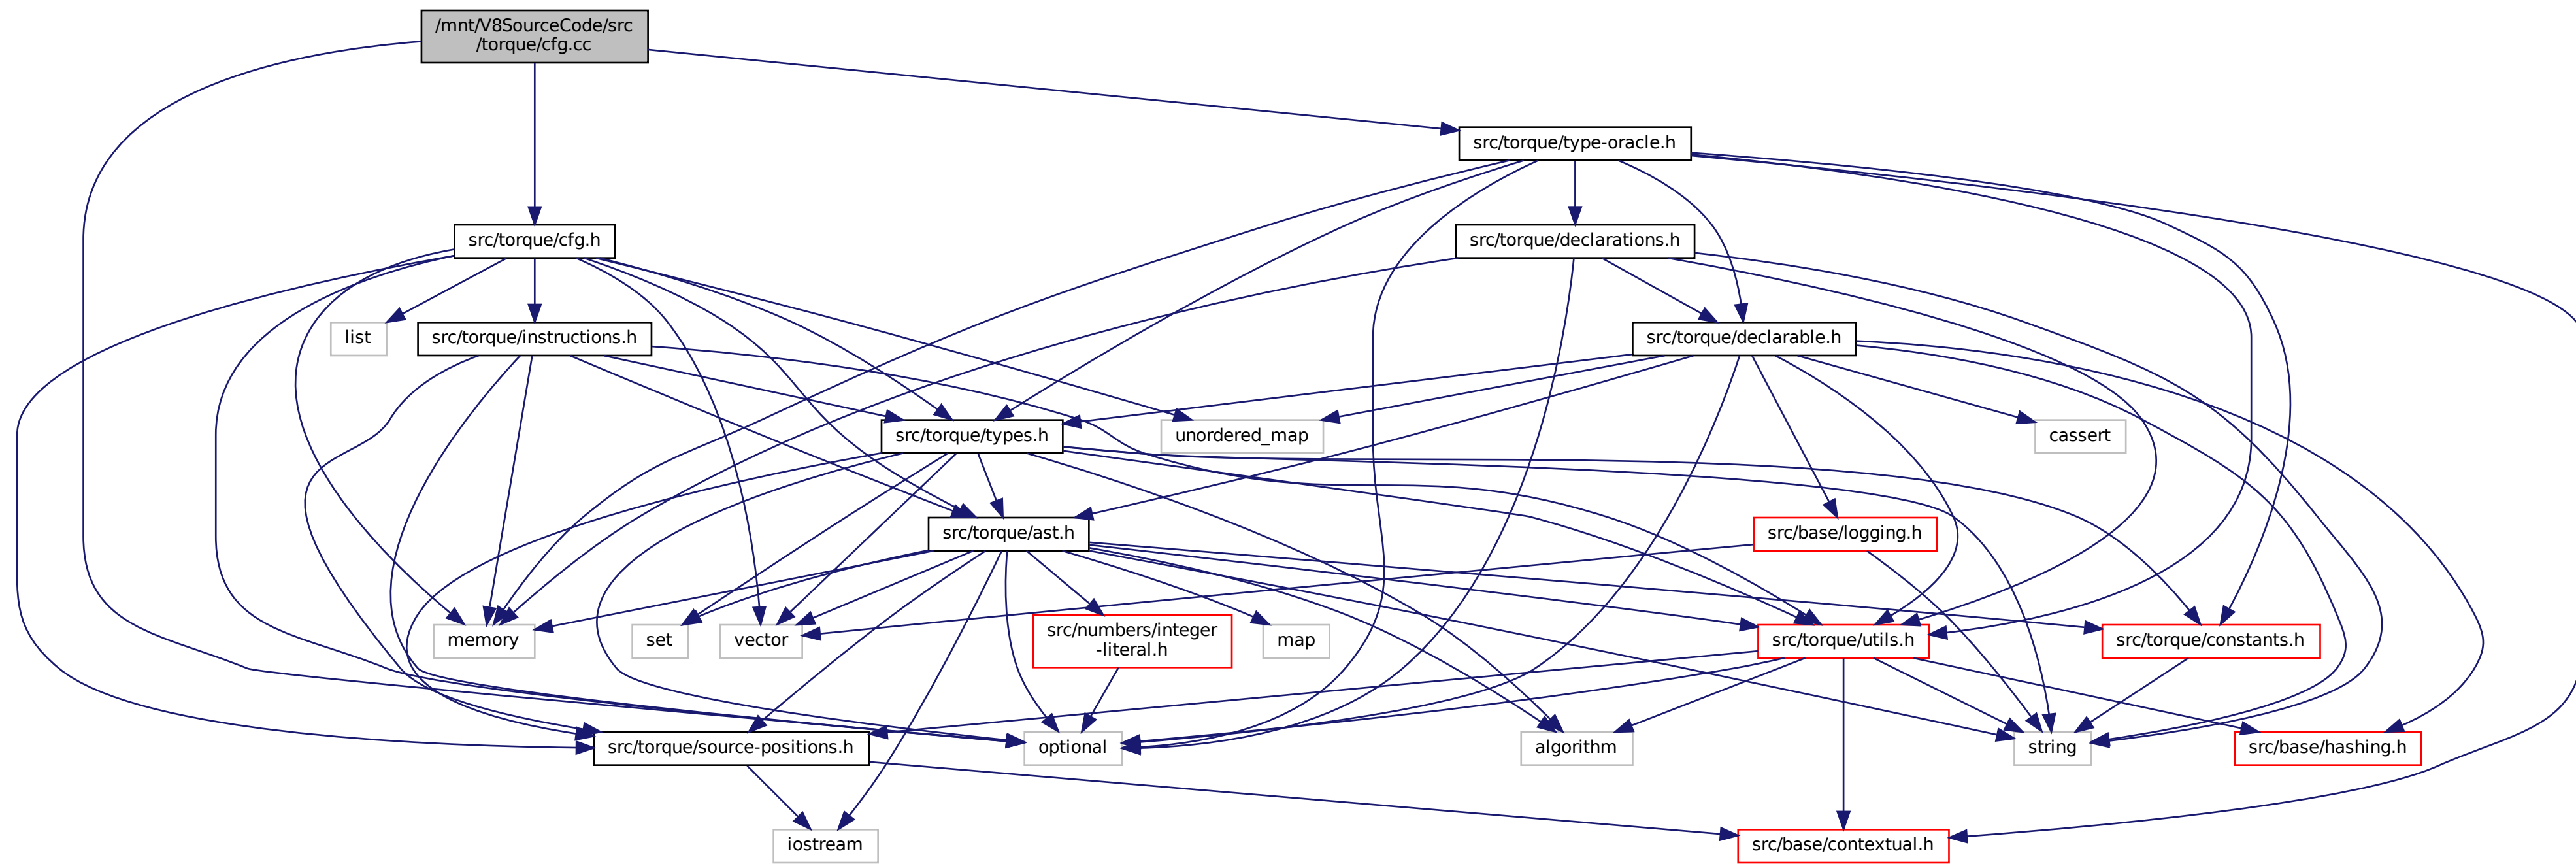 /mnt/V8SourceCode/src
/torque/cfg.cc
src/torque/type-oracle.h
src/torque/cfg.h
src/torque/declarations.h
list
src/torque/instructions.h
src/torque/declarable.h
src/torque/types.h
unordered_map
cassert
src/torque/ast.h
src/base/logging.h
memory
set
vector
src/numbers/integer
-literal.h
map
src/torque/utils.h
src/torque/constants.h
src/torque/source-positions.h
optional
algorithm
string
src/base/hashing.h
iostream
src/base/contextual.h